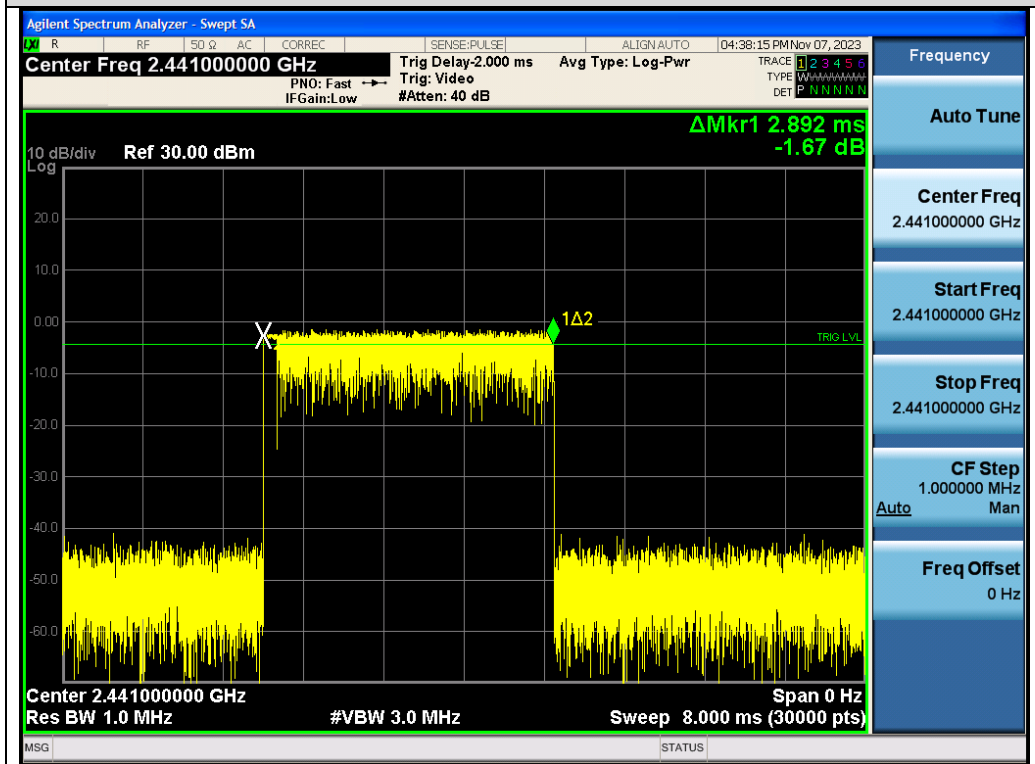 Agilent Spectrum Analyzer - Swept SA
LXI R RF 50 Ω AC CORREC SENSE:PULSE ALIGN AUTO 04:38:15 PM Nov 07, 2023
Center Freq 2.441000000 GHz
PNO: Fast
IFGain:Low
Trig Delay-2.000 ms
Trig: Video
#Atten: 40 dB
Avg Type: Log-Pwr
TRACE 1 2 3 4 5 6
TYPE WWWWWW
DET P N N N N N
Frequency
Auto Tune
Center Freq
2.441000000 GHz
Start Freq
2.441000000 GHz
Stop Freq
2.441000000 GHz
CF Step
1.000000 MHz
Auto Man
Freq Offset
0 Hz
ΔMkr1 2.892 ms
-1.67 dB
10 dB/div Ref 30.00 dBm
Log
20.0
10.0
0.00
-10.0
-20.0
-30.0
-40.0
-50.0
-60.0
X
1Δ2
TRIG LVL
Center 2.441000000 GHz Span 0 Hz
Res BW 1.0 MHz #VBW 3.0 MHz Sweep 8.000 ms (30000 pts)
MSG STATUS